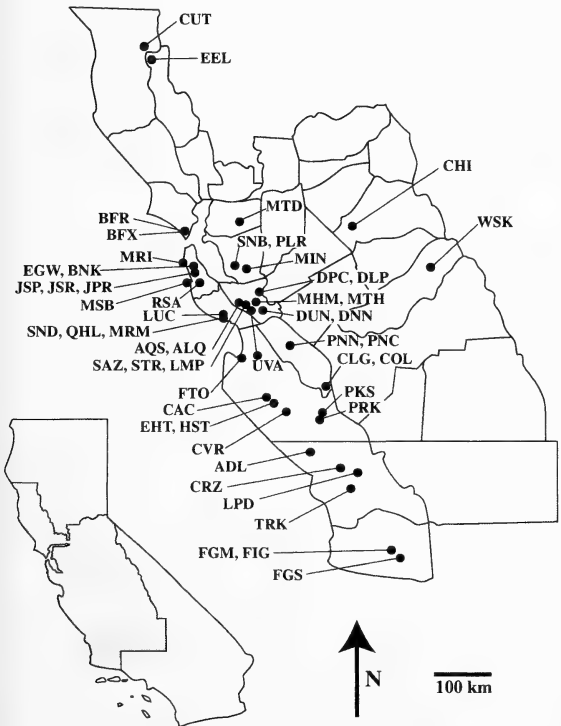 CUT
EEL
CHI
MTD
BFR
BFX
WSK
SNB, PLR
MRI
MIN
EGW, BNK
DPC, DLP
JSP, JSR, JPR
MSB
RSA
MHM, MTH
LUC
DUN, DNN
SND, QHL, MRM
PNN, PNC
AQS, ALQ
CLG, COL
SAZ, STR, LMP
UVA
FTO
PKS
CAC
PRK
EHT, HST
CVR
ADL
CRZ
LPD
TRK
FGM, FIG
FGS
N
100 km